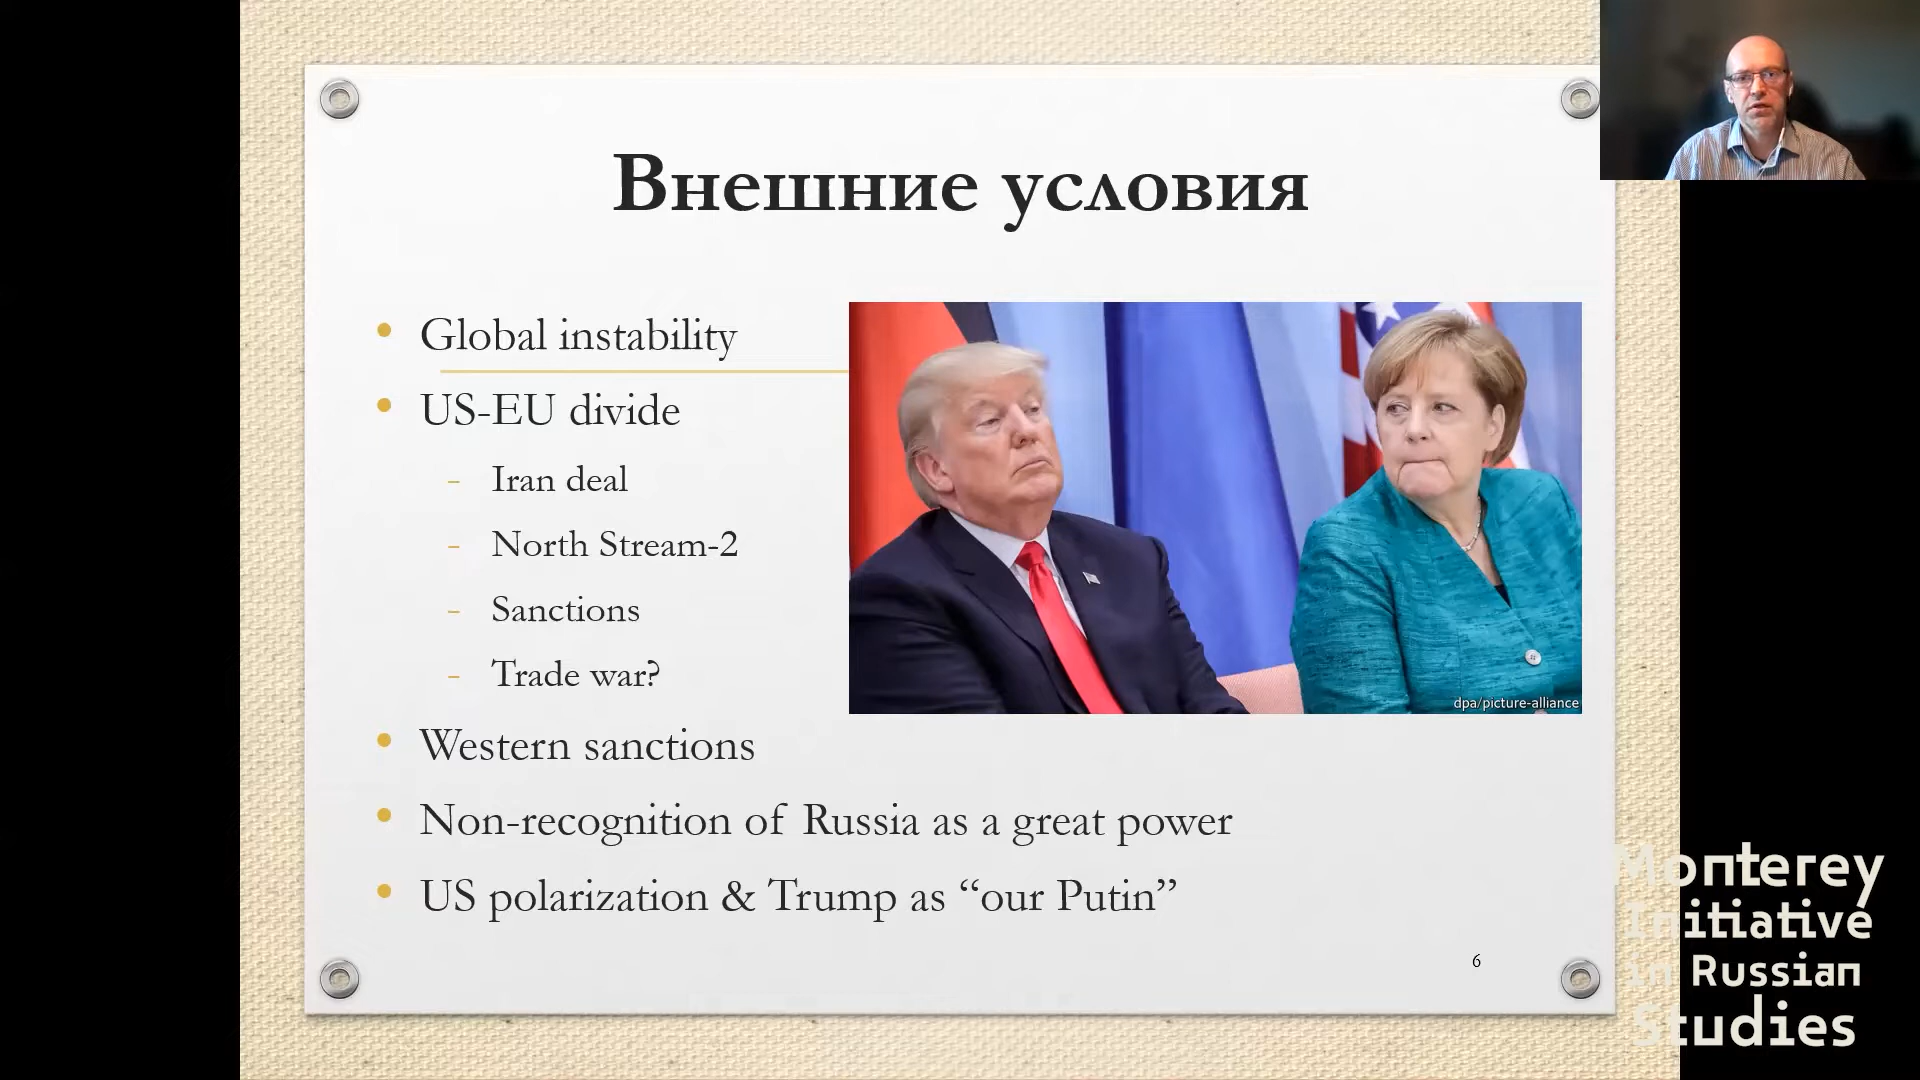 Внешние условия
Global instability
US-EU divide
- Iran deal
- North Stream-2
- Sanctions
- Trade war?
dpa/picture-alliance
Western sanctions
Non-recognition of Russia as a great power
US polarization & Trump as “our Putin”
6
Monterey
Initiative
in Russian
Studies